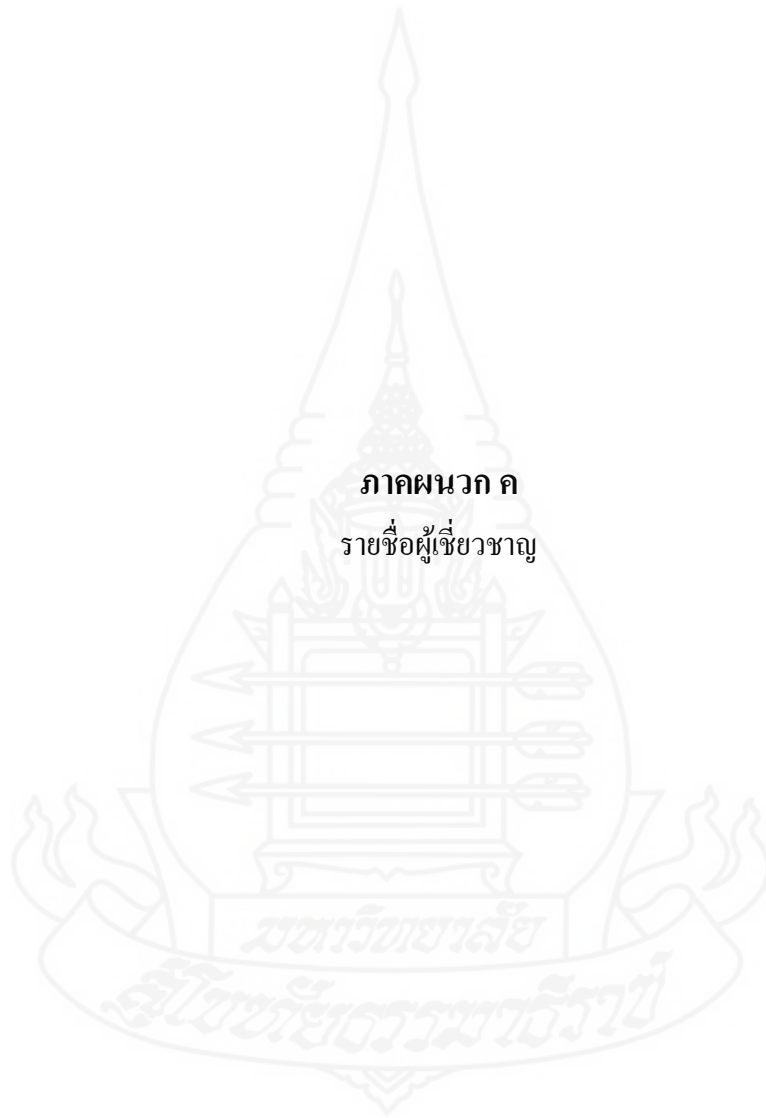 ภาคผนวก ค
รายชื่อผู้เชี่ยวชาญ
มหาวิทยาลัย
สุโขทัยธรรมาธิราช